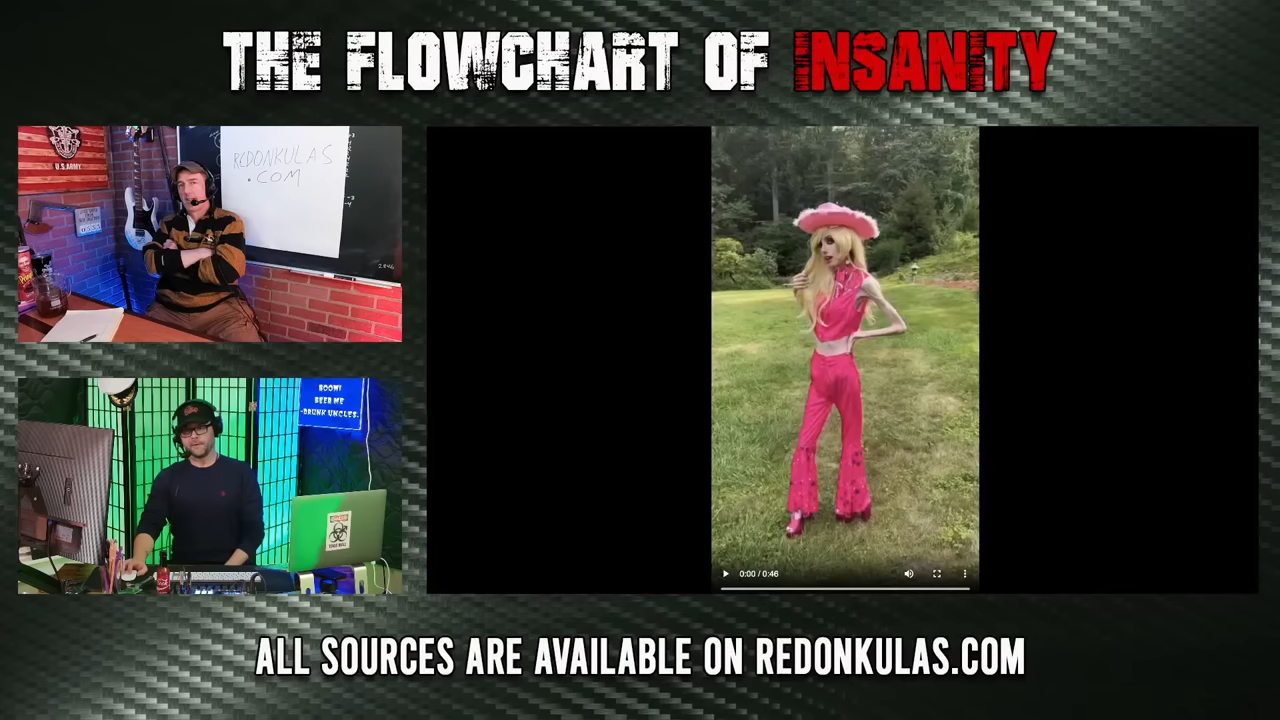 THE FLOWCHART OF INSANITY
U.S. ARMY
REDONKULAS
.COM
2846
BOOM!
BEER ME
-DRUNK UNCLES.
0:00 / 0:46
ALL SOURCES ARE AVAILABLE ON REDONKULAS.COM